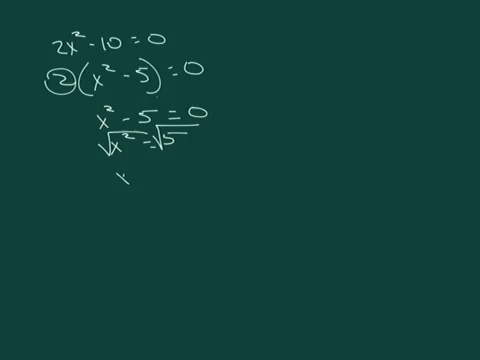 2x² - 10 = 0
2(x² - 5) = 0
x² - 5 = 0
√x² = √5
x